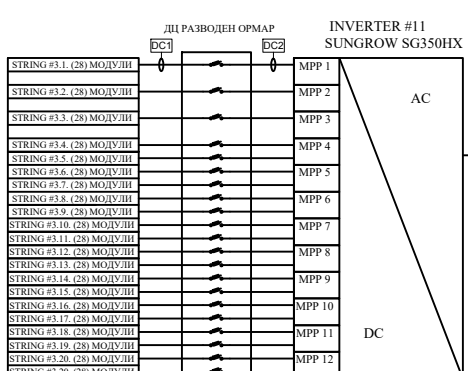 ДЦ РАЗВОДЕН ОРМАР
INVERTER #11
SUNGROW SG350HX
DC1
DC2
STRING #3.1. (28) МОДУЛИ
MPP 1
STRING #3.2. (28) МОДУЛИ
MPP 2
AC
STRING #3.3. (28) МОДУЛИ
MPP 3
STRING #3.4. (28) МОДУЛИ
MPP 4
STRING #3.5. (28) МОДУЛИ
STRING #3.6. (28) МОДУЛИ
MPP 5
STRING #3.7. (28) МОДУЛИ
STRING #3.8. (28) МОДУЛИ
MPP 6
STRING #3.9. (28) МОДУЛИ
STRING #3.10. (28) МОДУЛИ
MPP 7
STRING #3.11. (28) МОДУЛИ
STRING #3.12. (28) МОДУЛИ
MPP 8
STRING #3.13. (28) МОДУЛИ
STRING #3.14. (28) МОДУЛИ
MPP 9
STRING #3.15. (28) МОДУЛИ
STRING #3.16. (28) МОДУЛИ
MPP 10
STRING #3.17. (28) МОДУЛИ
STRING #3.18. (28) МОДУЛИ
MPP 11
DC
STRING #3.19. (28) МОДУЛИ
STRING #3.20. (28) МОДУЛИ
MPP 12